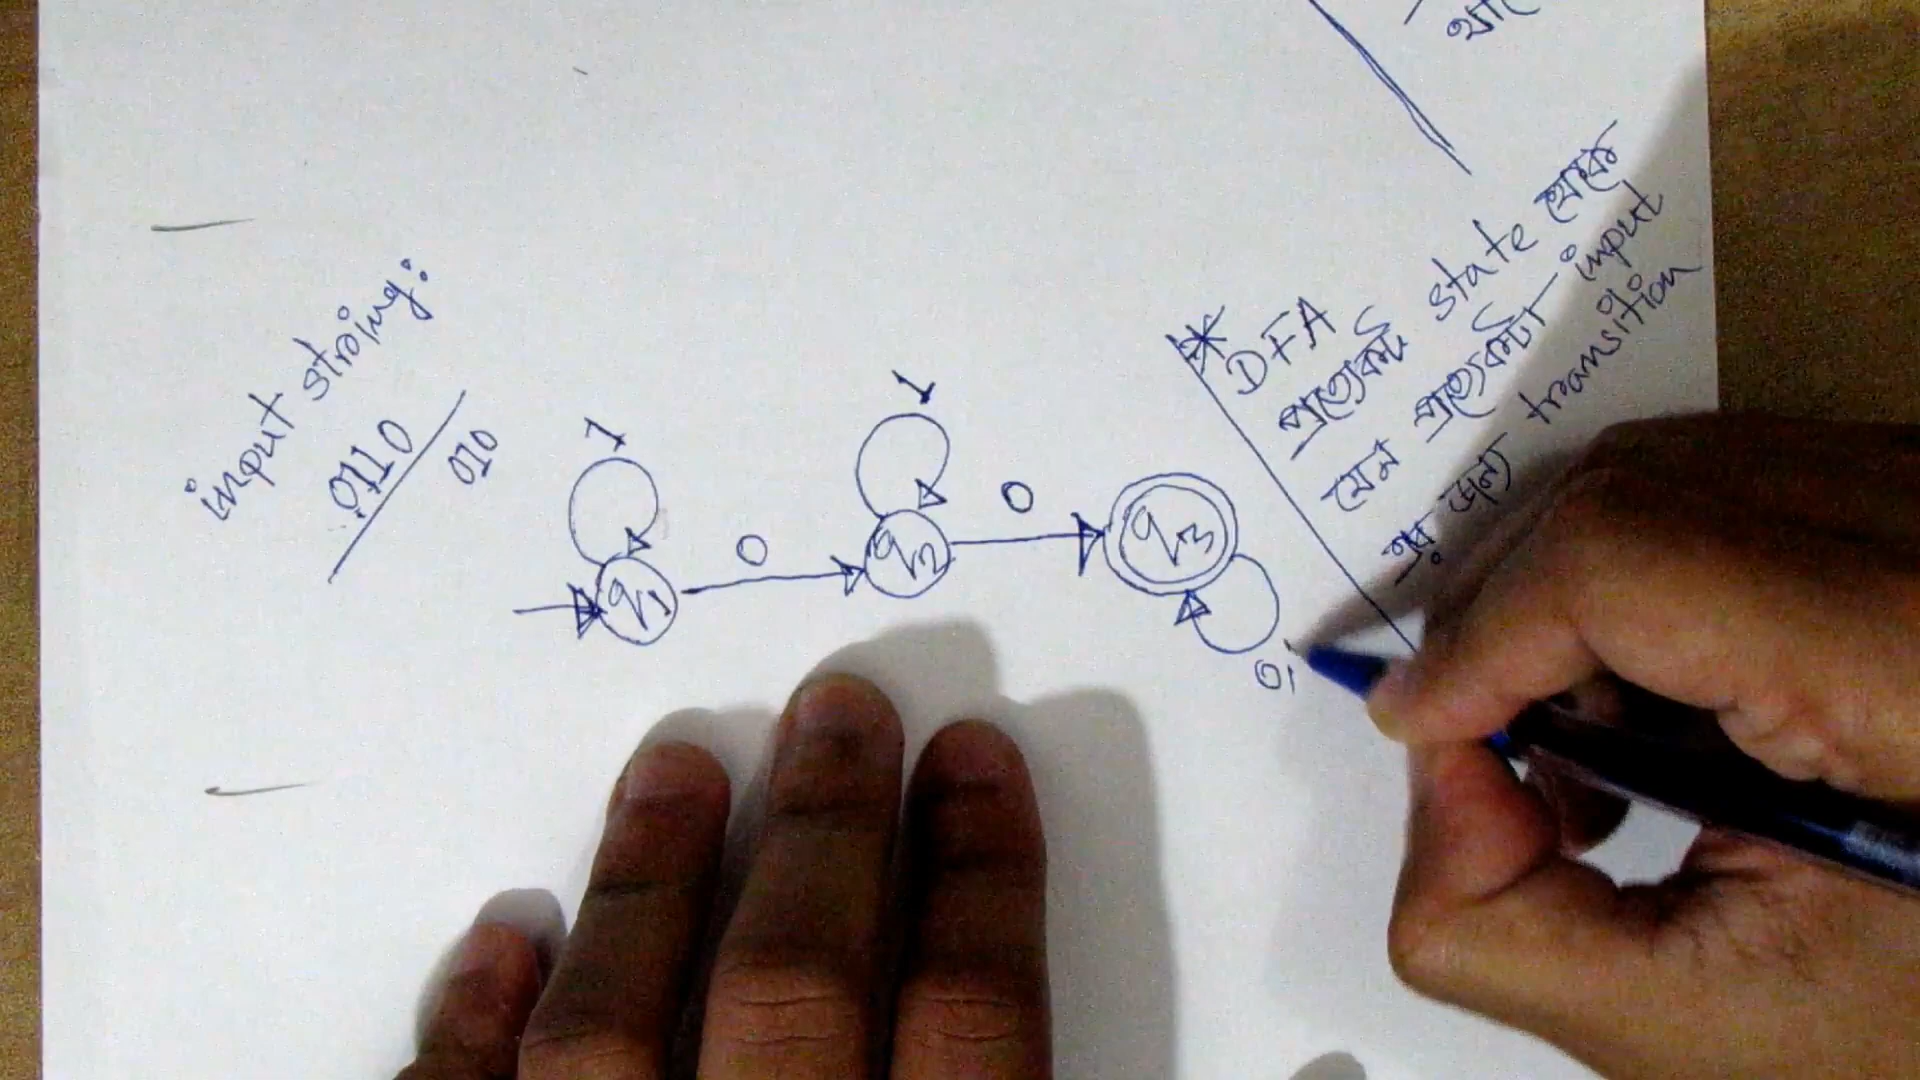 input string:
0110
010
1
0
1
0
q1
q2
q3
0,
*
DFA
প্রত্যেকটা state থেকে
যেন প্রত্যেকটা input
এর জন্য transition